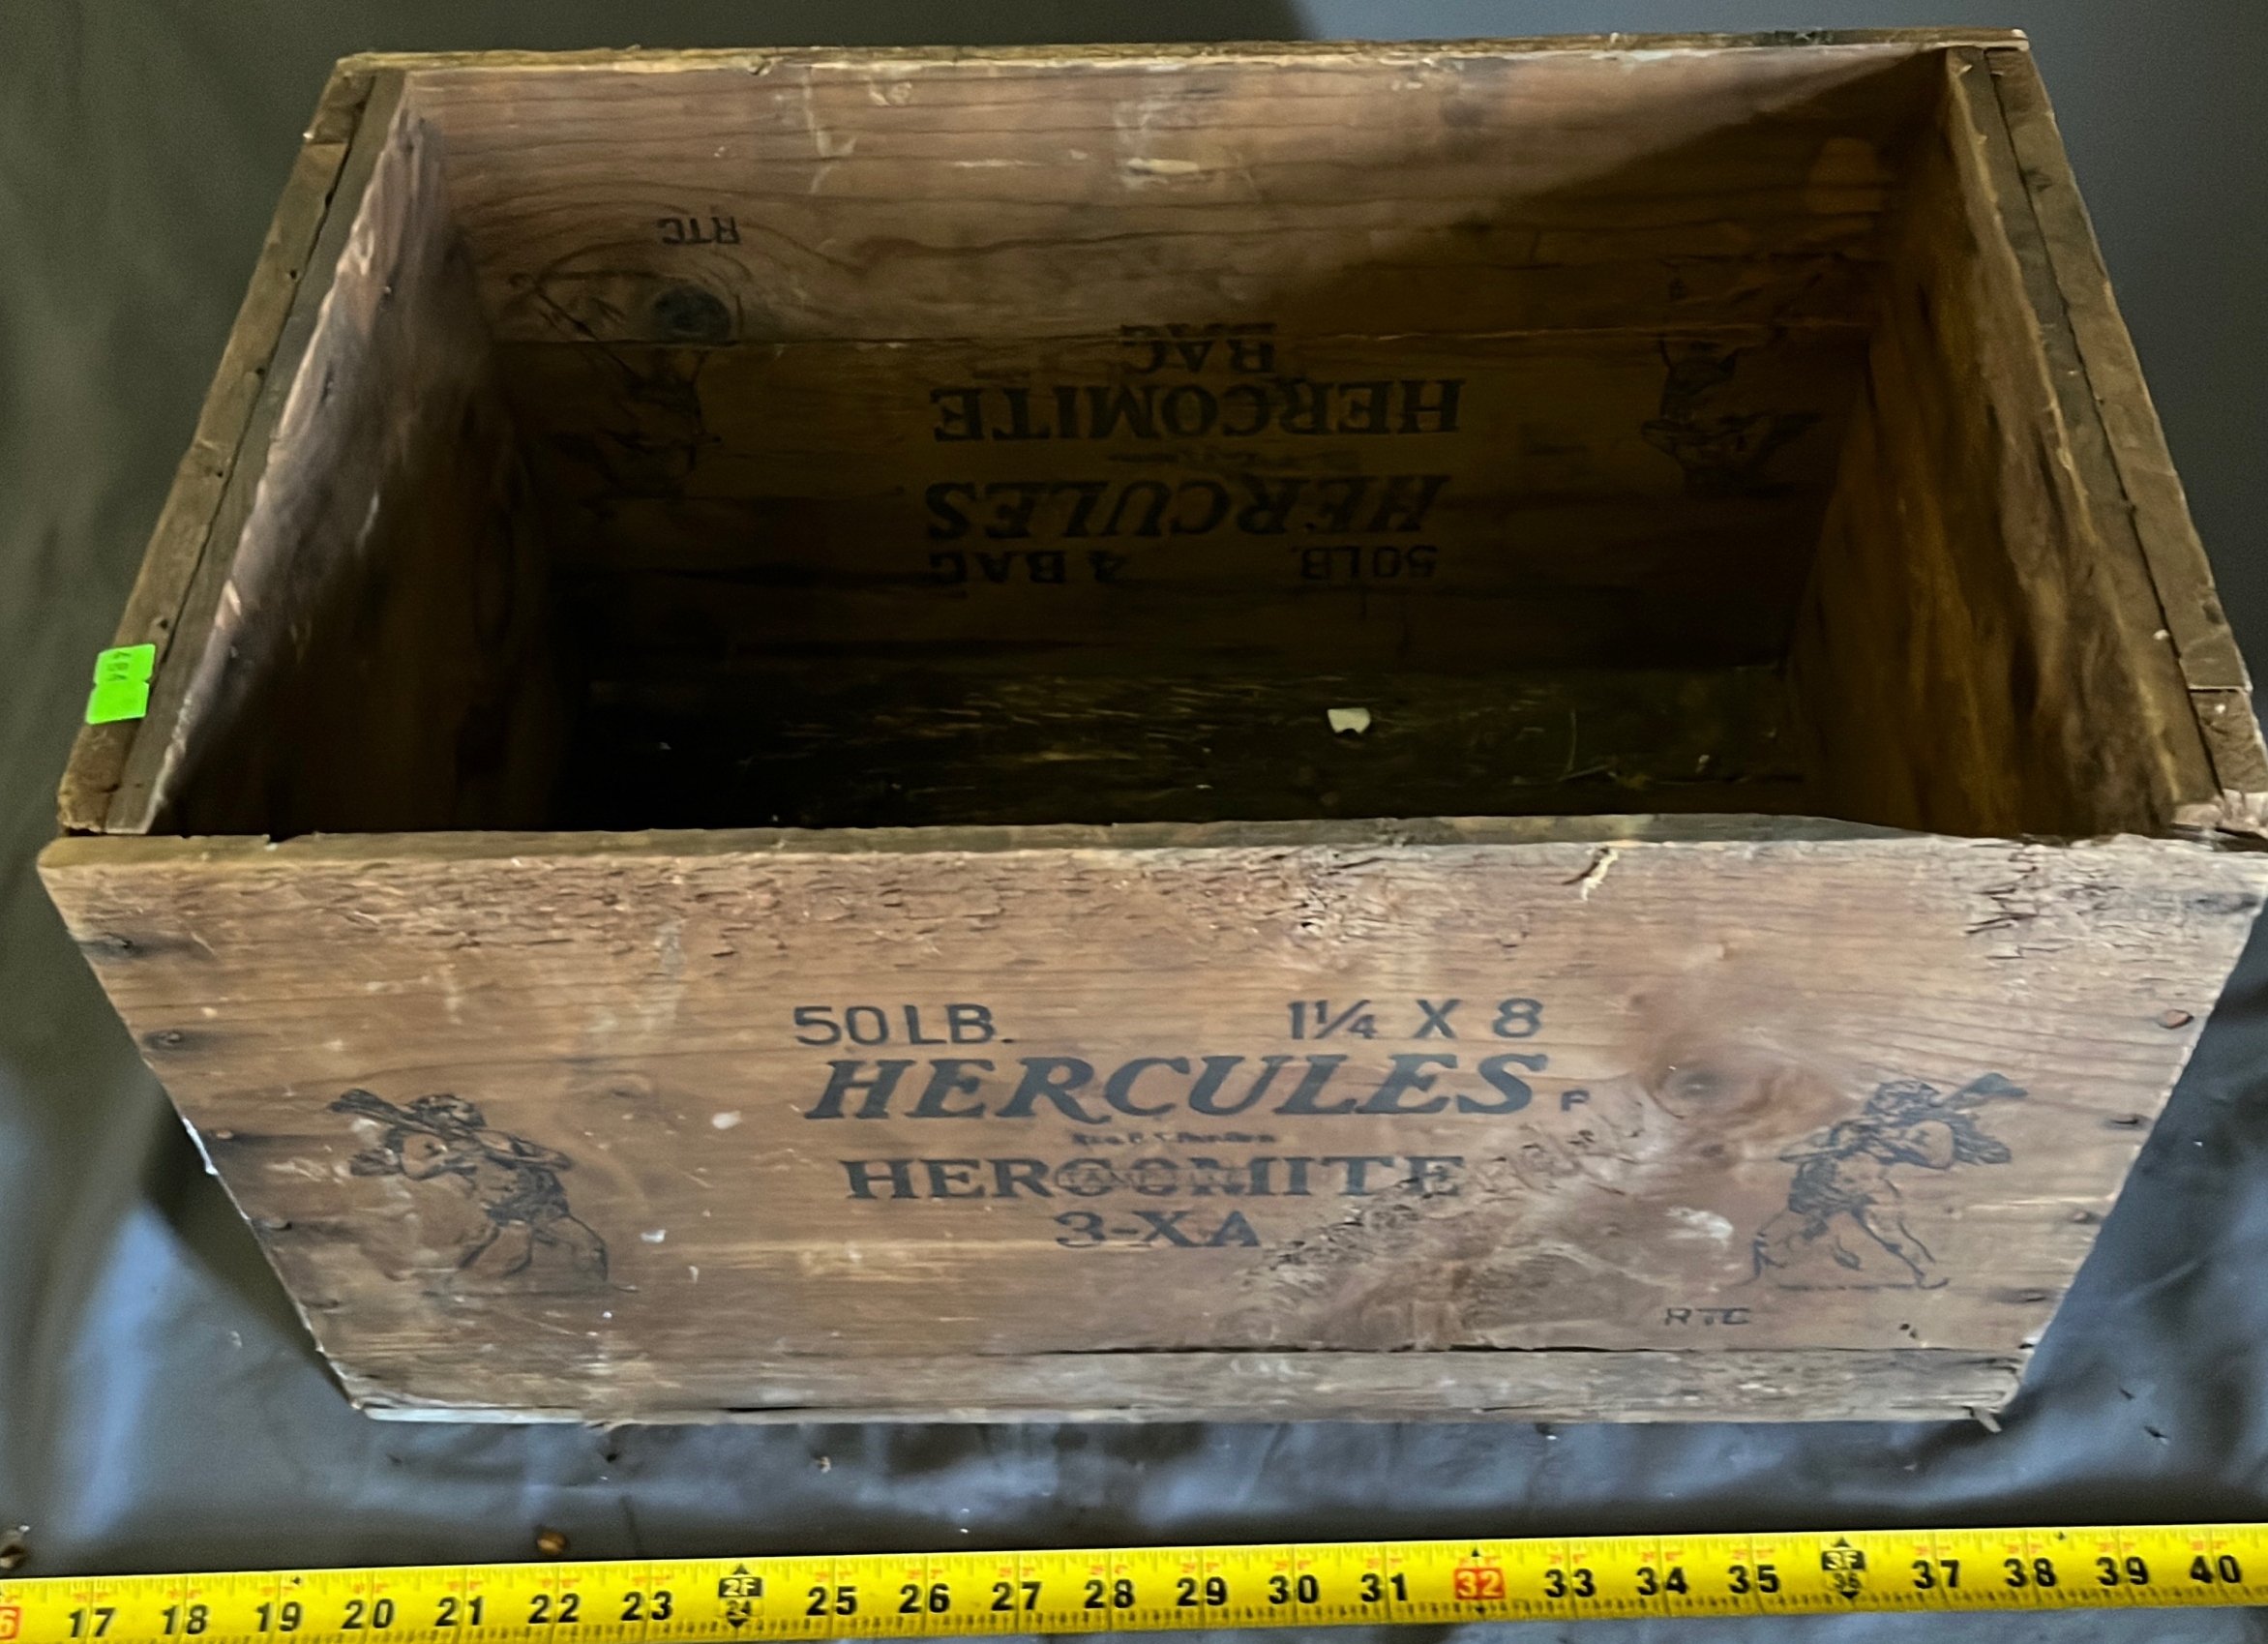 RTC
BAG
HERCOMITE
HERCULES
50 LB. 4 BAG
50 LB. 1¼ X 8
HERCULES P
HERCOMITE
3-XA
RTC
17 18 19 20 21 22 23 2F 24 25 26 27 28 29 30 31 32 33 34 35 3F 36 37 38 39 40